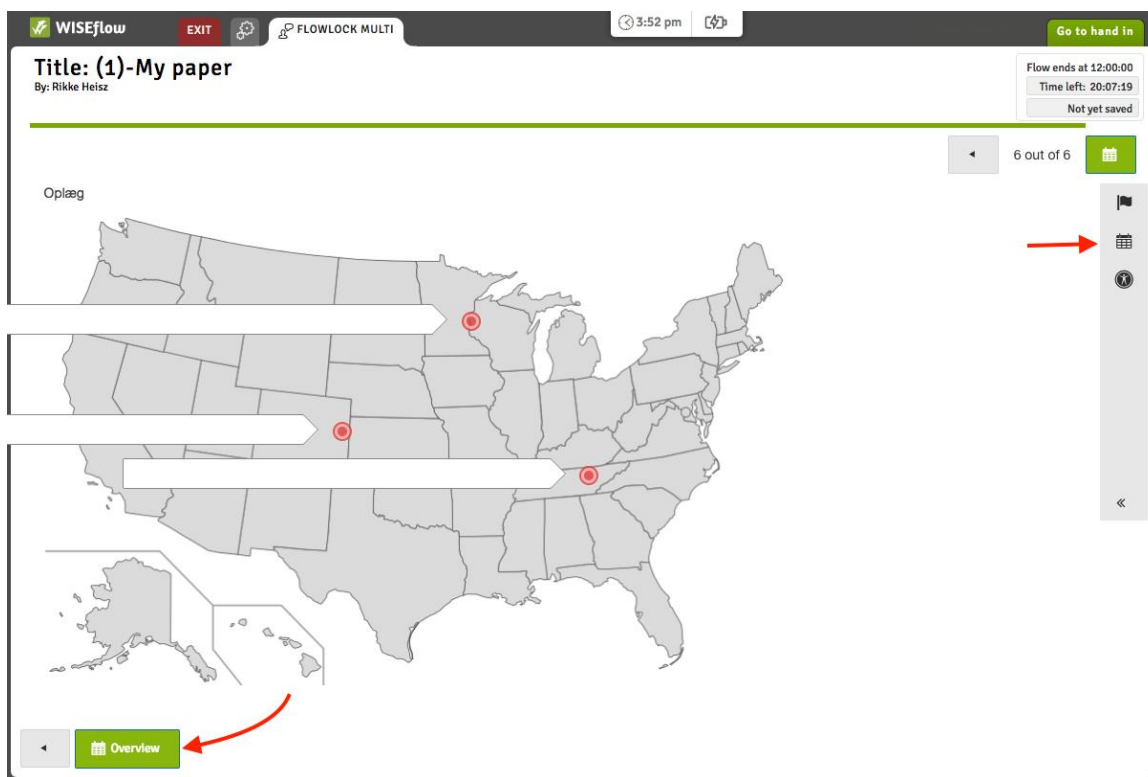 WISEflow
EXIT
FLOWLOCK MULTI
3:52 pm
Go to hand in
Title: (1)-My paper
By: Rikke Heisz
Flow ends at 12:00:00
Time left: 20:07:19
Not yet saved
6 out of 6
Oplæg
Overview